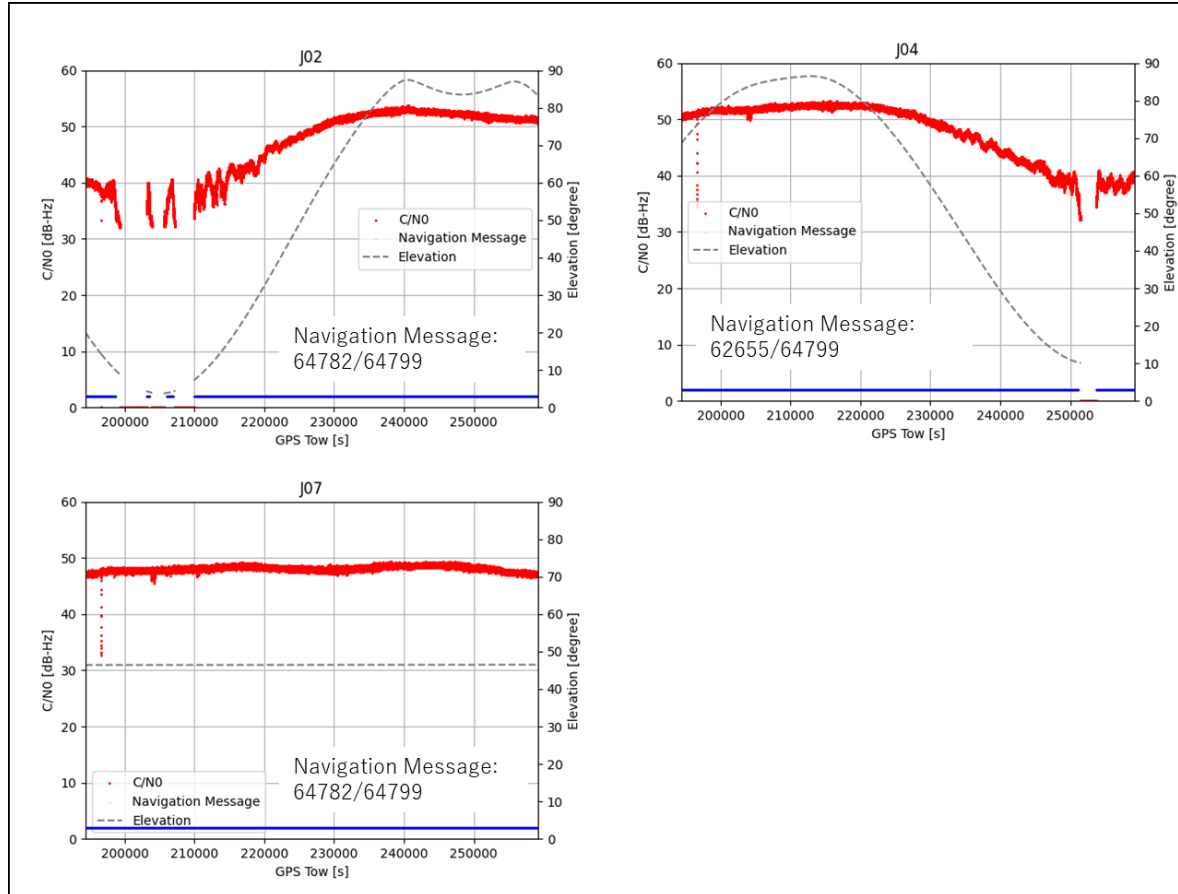 J02
60
50
40
30
20
10
0
C/N0 [dB-Hz]
90
80
70
60
50
40
30
20
10
0
Elevation [degree]
C/N0
Navigation Message
Elevation
Navigation Message:
64782/64799
200000 210000 220000 230000 240000 250000
GPS Tow [s]
J04
60
50
40
30
20
10
0
C/N0 [dB-Hz]
90
80
70
60
50
40
30
20
10
0
Elevation [degree]
C/N0
Navigation Message
Elevation
Navigation Message:
62655/64799
200000 210000 220000 230000 240000 250000
GPS Tow [s]
J07
60
50
40
30
20
10
0
C/N0 [dB-Hz]
90
80
70
60
50
40
30
20
10
0
Elevation [degree]
Navigation Message:
64782/64799
C/N0
Navigation Message
Elevation
200000 210000 220000 230000 240000 250000
GPS Tow [s]